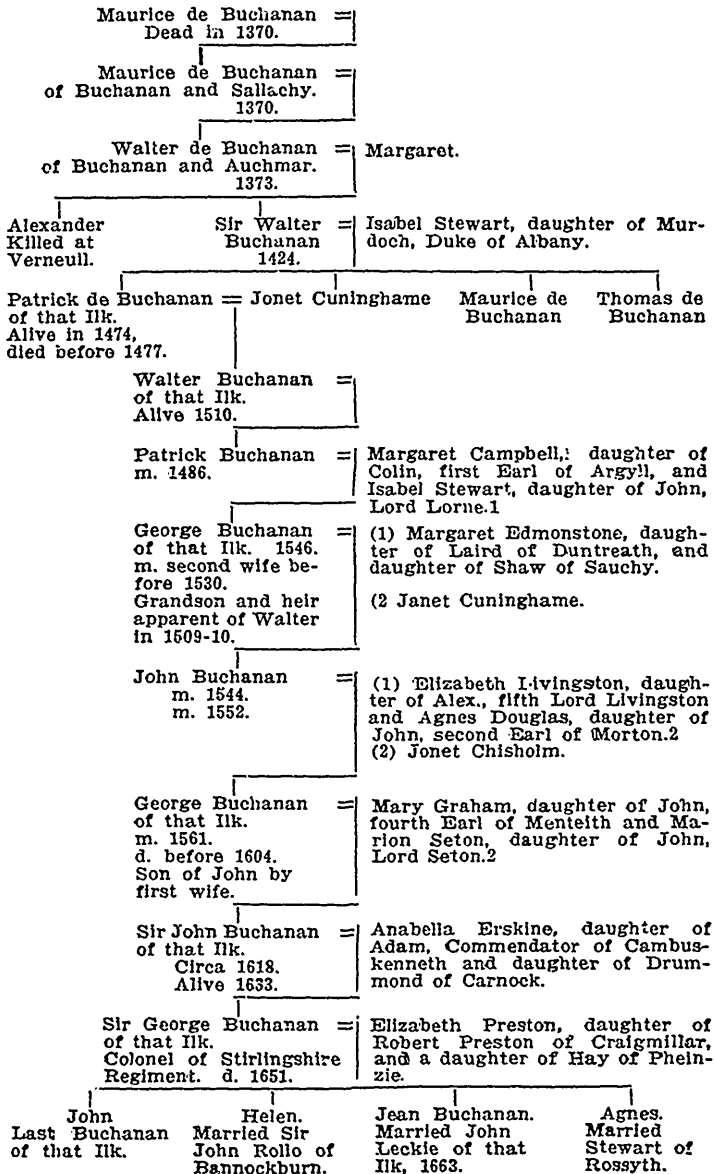 Maurice de Buchanan =
Dead in 1370.
Maurice de Buchanan =
of Buchanan and Sallachy.
1370.
Walter de Buchanan =
of Buchanan and Auchmar.
1373.
Margaret.
Alexander
Killed at
Verneuil.
Sir Walter =
Buchanan
1424.
Isabel Stewart, daughter of Mur-
doch, Duke of Albany.
Patrick de Buchanan = Jonet Cuninghame
of that Ilk.
Alive in 1474,
died before 1477.
Maurice de
Buchanan
Thomas de
Buchanan
Walter Buchanan =
of that Ilk.
Alive 1510.
Patrick Buchanan =
m. 1486.
Margaret Campbell, daughter of
Colin, first Earl of Argyll, and
Isabel Stewart, daughter of John,
Lord Lorne.1
George Buchanan =
of that Ilk. 1546.
m. second wife be-
fore 1530.
Grandson and heir
apparent of Walter
in 1509-10.
(1) Margaret Edmonstone, daugh-
ter of Laird of Duntreath, and
daughter of Shaw of Sauchy.
(2 Janet Cuninghame.
John Buchanan =
m. 1544.
m. 1552.
(1) Elizabeth Livingston, daugh-
ter of Alex., fifth Lord Livingston
and Agnes Douglas, daughter of
John, second Earl of Morton.2
(2) Jonet Chisholm.
George Buchanan =
of that Ilk.
m. 1561.
d. before 1604.
Son of John by
first wife.
Mary Graham, daughter of John,
fourth Earl of Menteith and Ma-
rion Seton, daughter of John,
Lord Seton.2
Sir John Buchanan =
of that Ilk.
Circa 1618.
Alive 1633.
Anabella Erskine, daughter of
Adam, Commendator of Cambus-
kenneth and daughter of Drum-
mond of Carnock.
Sir George Buchanan =
of that Ilk.
Colonel of Stirlingshire
Regiment. d. 1651.
Elizabeth Preston, daughter of
Robert Preston of Craigmillar,
and a daughter of Hay of Phein-
zie.
John
Last Buchanan
of that Ilk.
Helen.
Married Sir
John Rollo of
Bannockburn.
Jean Buchanan.
Married John
Leckie of that
Ilk, 1663.
Agnes.
Married
Stewart of
Rossyth.